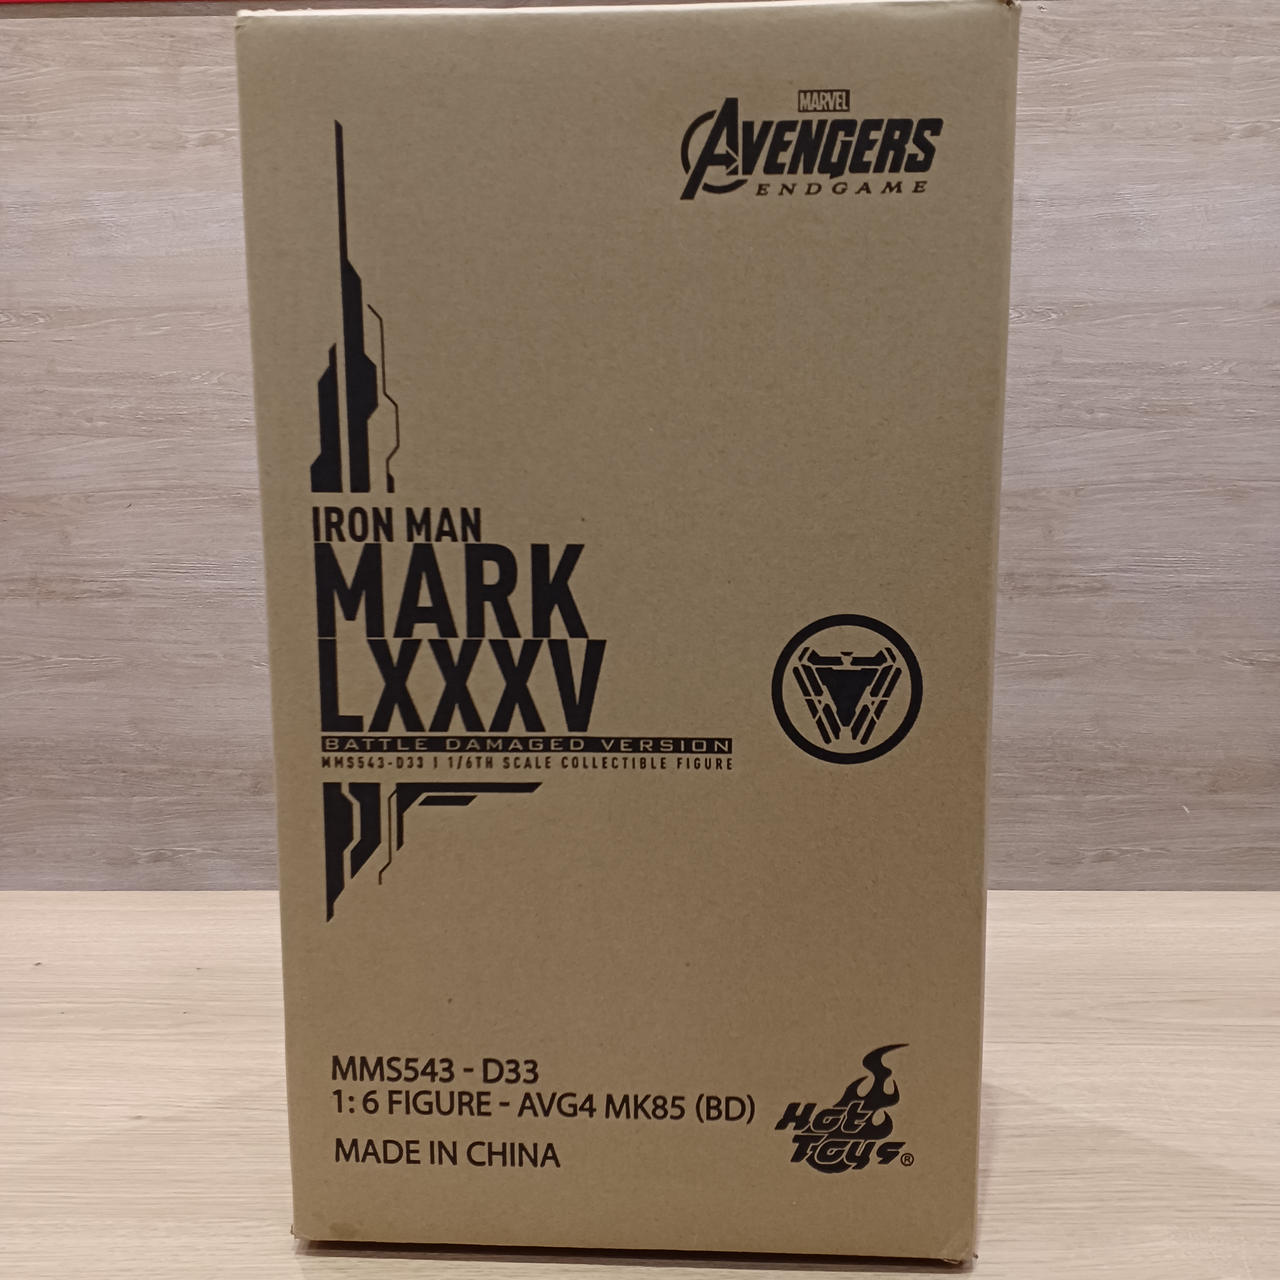 MARVEL
AVENGERS
ENDGAME
IRON MAN
MARK
LXXXV
BATTLE DAMAGED VERSION
MMS543-D33 | 1/6TH SCALE COLLECTIBLE FIGURE
MMS543 - D33
1: 6 FIGURE - AVG4 MK85 (BD)
MADE IN CHINA
Hot
Toys®